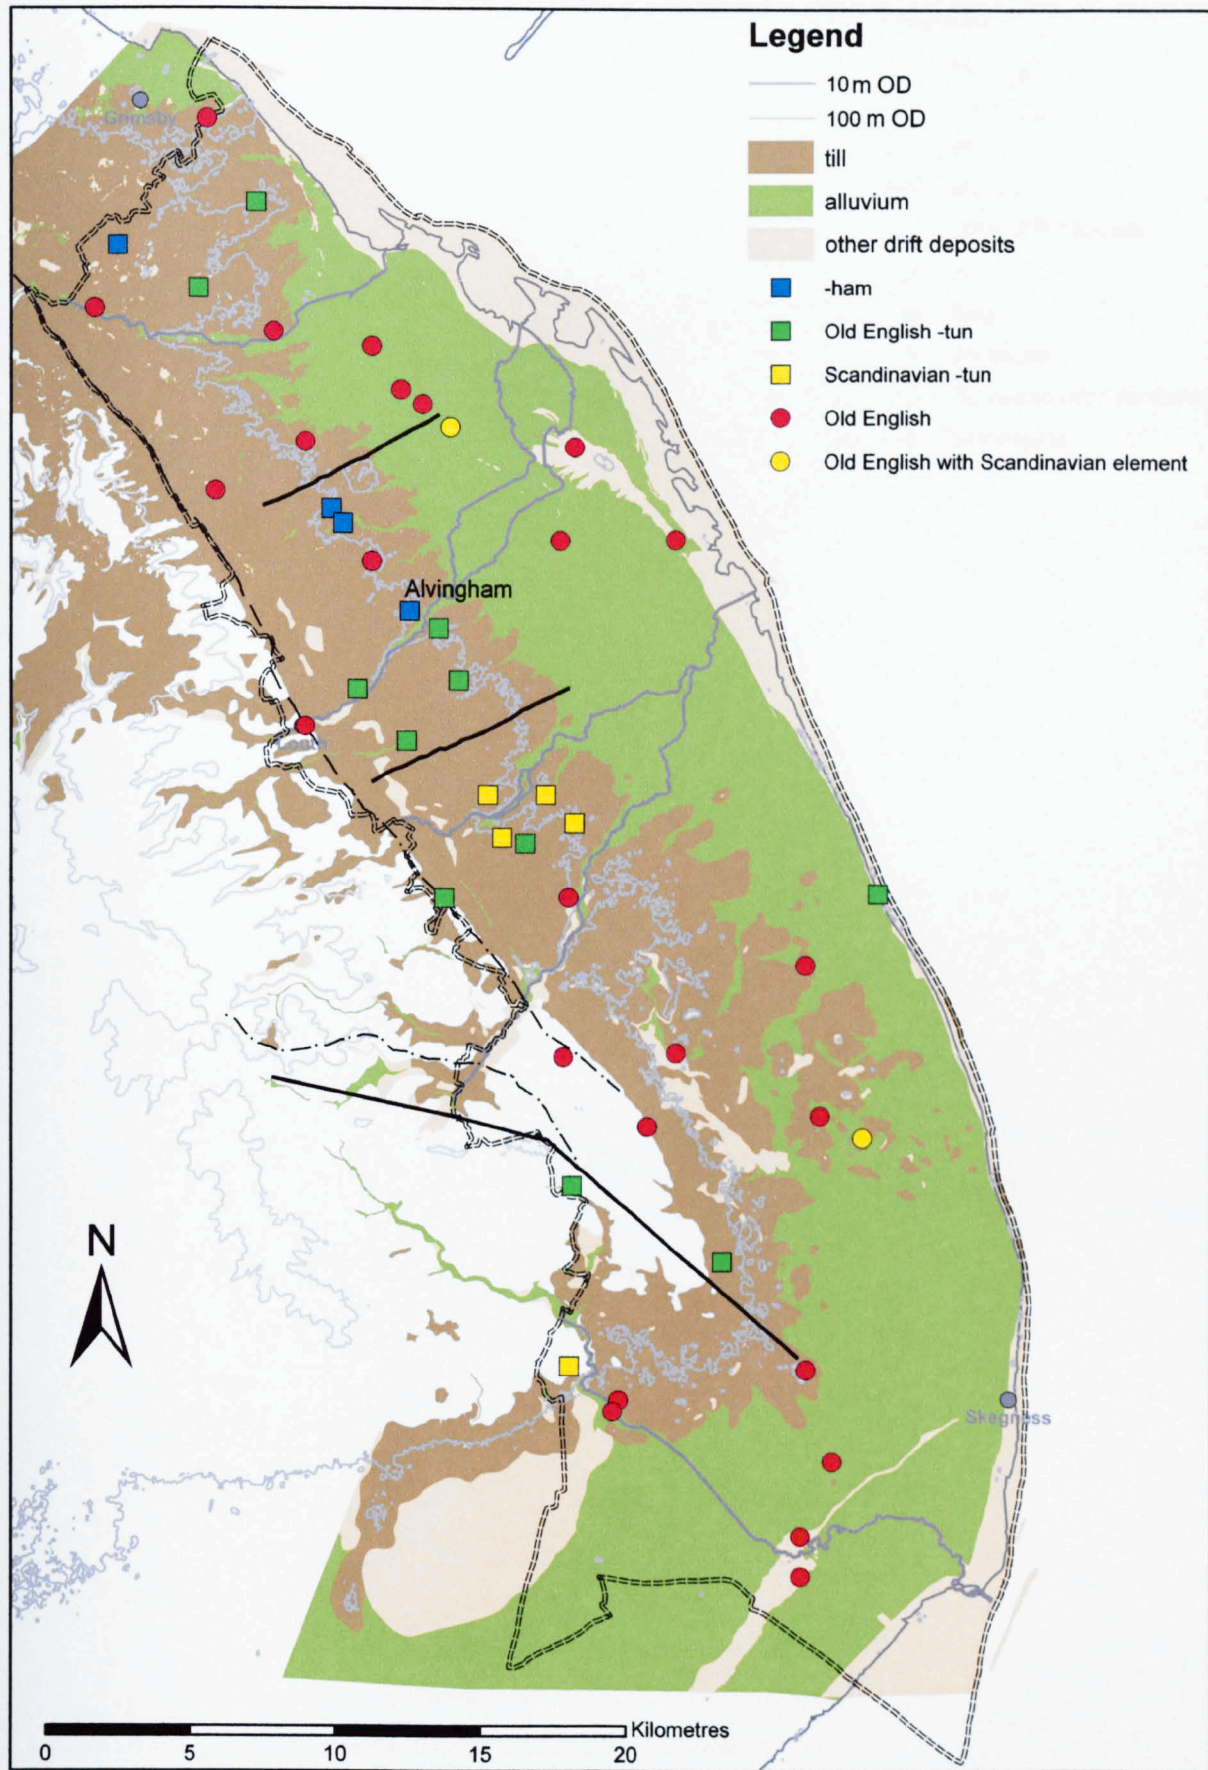 Legend
10 m OD
100 m OD
till
alluvium
other drift deposits
-ham
Old English -tun
Scandinavian -tun
Old English
Old English with Scandinavian element
Grimsby
Alvingham
Louth
N
Skegness
Kilometres
0 5 10 15 20